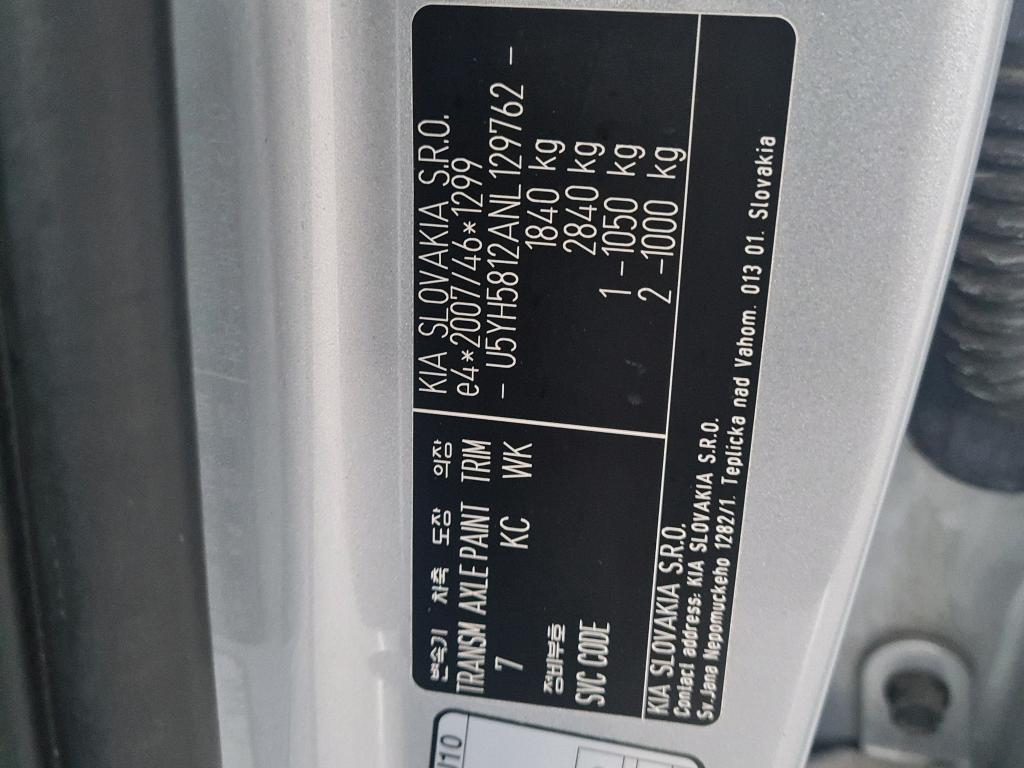 변속기 차축 도장 의장
TRANSM AXLE PAINT TRIM
7 KC WK
정비부호
SVC CODE
KIA SLOVAKIA S.R.O.
e4*2007/46*1299
– U5YH5812ANL129762 –
1840 kg
2840 kg
1 –1050 kg
2 –1000 kg
KIA SLOVAKIA S.R.O.
Contact address: KIA SLOVAKIA S.R.O.
Sv. Jana Nepomuckeho 1282/1. Teplicka nad Vahom. 013 01. Slovakia
/10